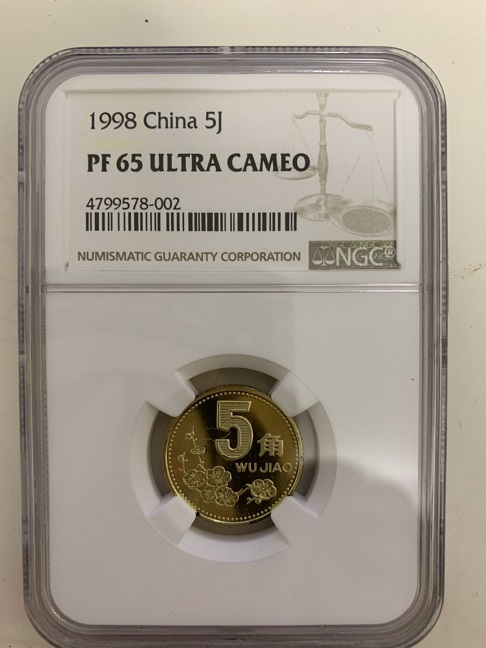 1998 China 5J
PF 65 ULTRA CAMEO
4799578-002
NUMISMATIC GUARANTY CORPORATION
NGC®
5角
WU JIAO